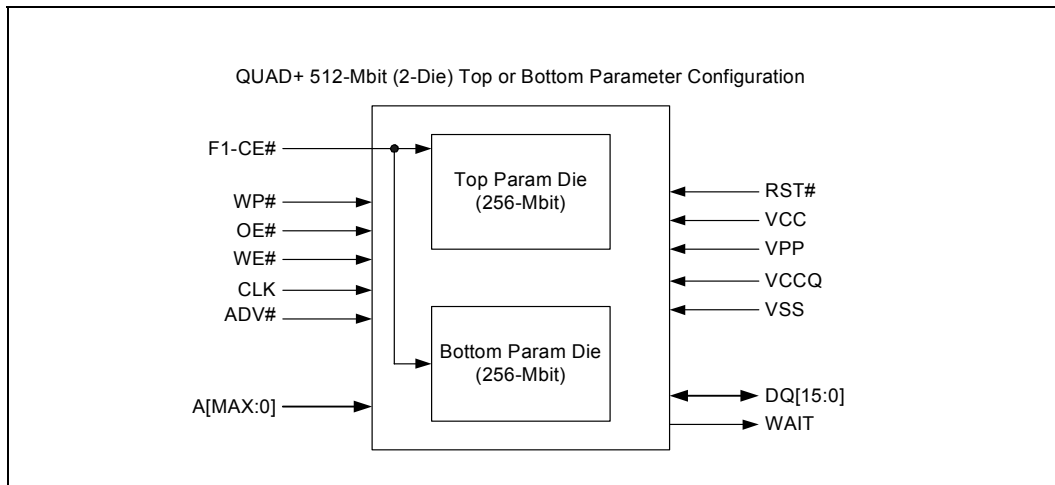 QUAD+ 512-Mbit (2-Die) Top or Bottom Parameter Configuration
F1-CE#
WP#
OE#
WE#
CLK
ADV#
A[MAX:0]
Top Param Die
(256-Mbit)
Bottom Param Die
(256-Mbit)
RST#
VCC
VPP
VCCQ
VSS
DQ[15:0]
WAIT